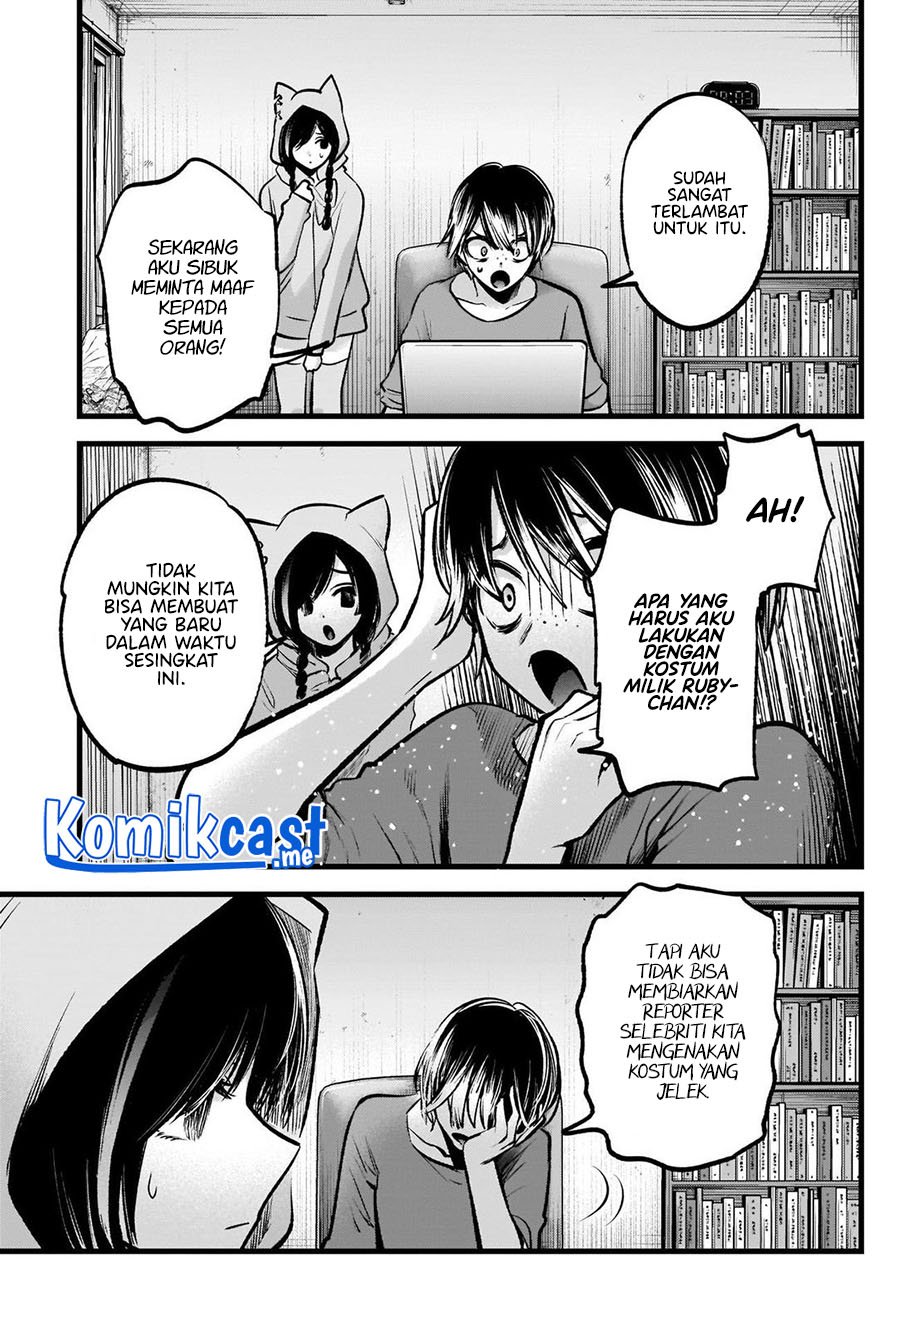 SUDAH
SANGAT
TERLAMBAT
UNTUK ITU.
SEKARANG
AKU SIBUK
MEMINTA MAAF
KEPADA
SEMUA
ORANG!
AH!
APA YANG
HARUS AKU
LAKUKAN
DENGAN
KOSTUM
MILIK RUBY-
CHAN!?
TIDAK
MUNGKIN KITA
BISA MEMBUAT
YANG BARU
DALAM WAKTU
SESINGKAT
INI.
Komikcast
.me
TAPI AKU
TIDAK BISA
MEMBIARKAN
REPORTER
SELEBRITI KITA
MENGENAKAN
KOSTUM YANG
JELEK